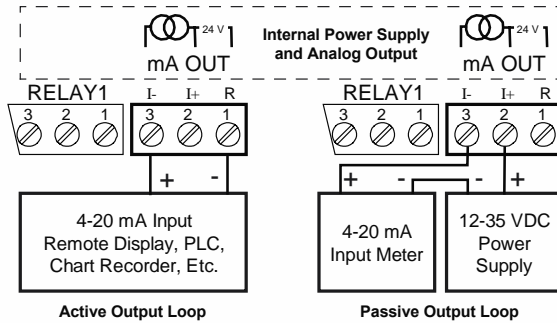 24 V
mA OUT
Internal Power Supply
and Analog Output
24 V
mA OUT
RELAY1
3 2 1
I- I+ R
3 2 1
RELAY1
3 2 1
I- I+ R
3 2 1
+ -
4-20 mA Input
Remote Display, PLC,
Chart Recorder, Etc.
Active Output Loop
+ - - +
4-20 mA
Input Meter
12-35 VDC
Power
Supply
Passive Output Loop